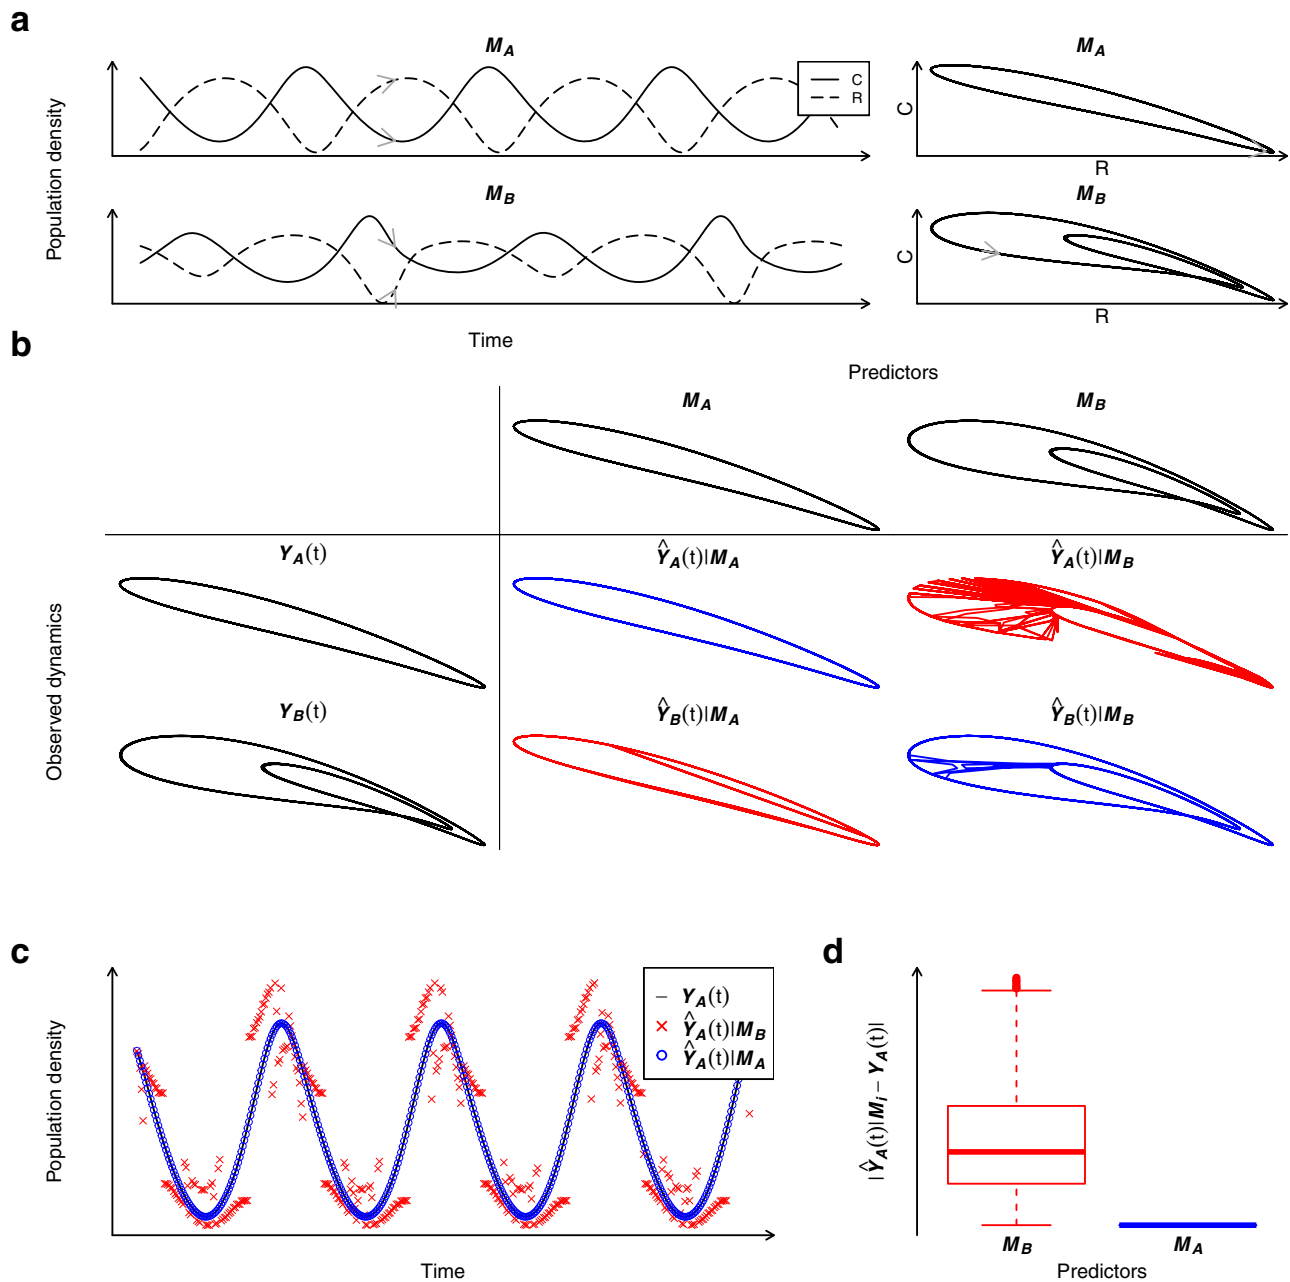 a
M_A
M_A
Population density
C
R
C
R
M_B
M_B
C
R
Time
b
Predictors
M_A
M_B
Observed dynamics
Y_A(t)
Ŷ_A(t)|M_A
Ŷ_A(t)|M_B
Y_B(t)
Ŷ_B(t)|M_A
Ŷ_B(t)|M_B
c
Population density
Y_A(t)
Ŷ_A(t)|M_B
Ŷ_A(t)|M_A
Time
d
|Ŷ_A(t)|M_i − Y_A(t)|
M_B
M_A
Predictors